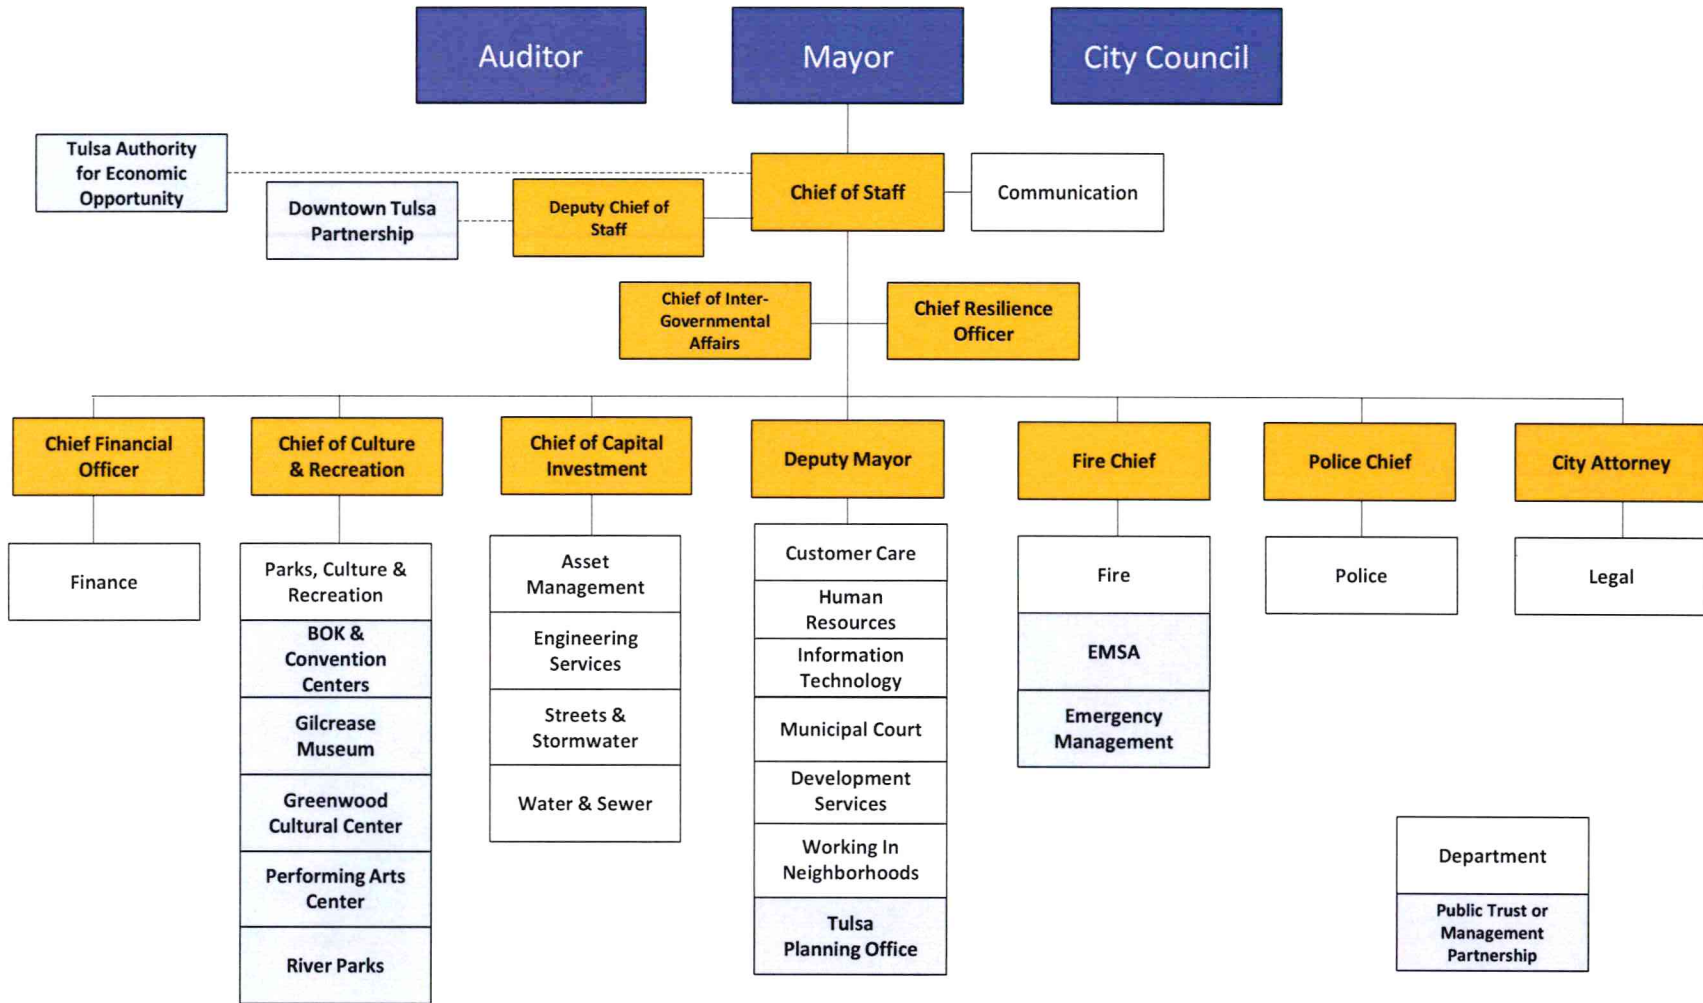 Auditor
Mayor
City Council
Tulsa Authority
for Economic
Opportunity
Downtown Tulsa
Partnership
Deputy Chief of
Staff
Chief of Staff
Communication
Chief of Inter-
Governmental
Affairs
Chief Resilience
Officer
Chief Financial
Officer
Chief of Culture
& Recreation
Chief of Capital
Investment
Deputy Mayor
Fire Chief
Police Chief
City Attorney
Finance
Parks, Culture &
Recreation
BOK &
Convention
Centers
Gilcrease
Museum
Greenwood
Cultural Center
Performing Arts
Center
River Parks
Asset
Management
Engineering
Services
Streets &
Stormwater
Water & Sewer
Customer Care
Human
Resources
Information
Technology
Municipal Court
Development
Services
Working In
Neighborhoods
Tulsa
Planning Office
Fire
EMSA
Emergency
Management
Police
Legal
Department
Public Trust or
Management
Partnership